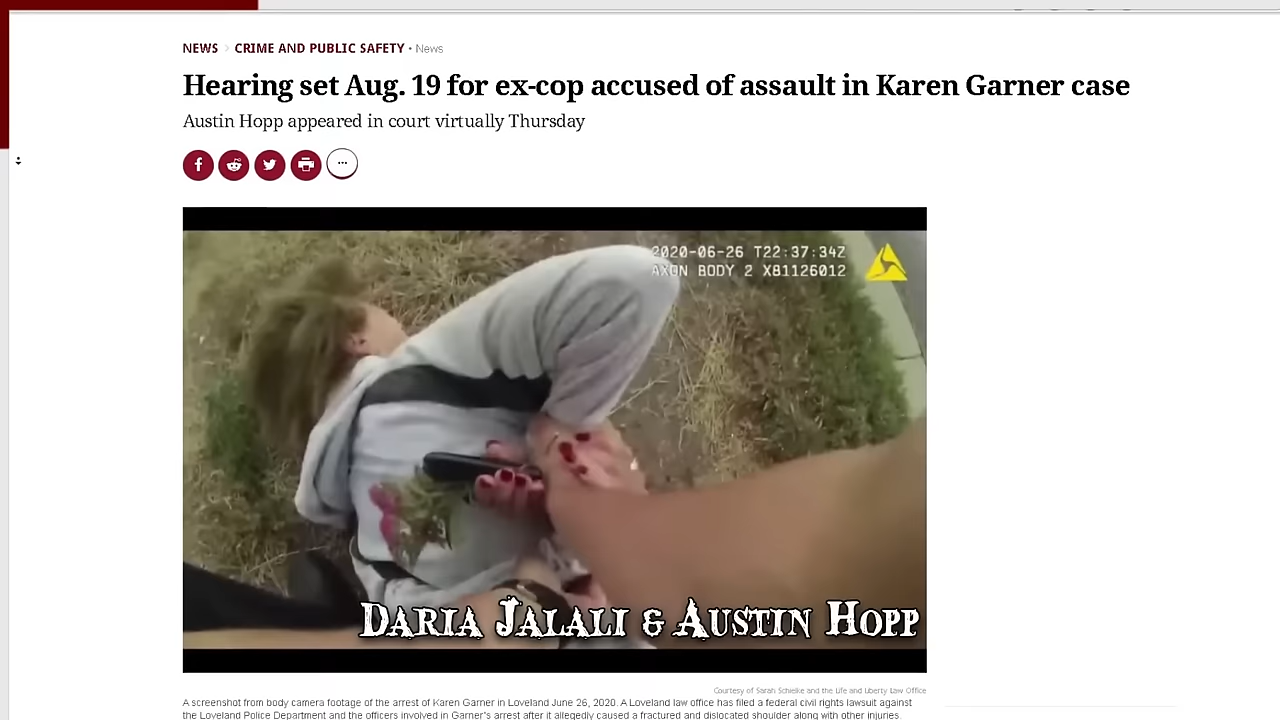 NEWS > CRIME AND PUBLIC SAFETY • News
Hearing set Aug. 19 for ex-cop accused of assault in Karen Garner case
Austin Hopp appeared in court virtually Thursday
2020-06-26 T22:37:34Z
AXON BODY 2 X81126012
DARIA JALALI & AUSTIN HOPP
Courtesy of Sarah Schielke and the Life and Liberty Law Office
A screenshot from body camera footage of the arrest of Karen Garner in Loveland June 26, 2020. A Loveland law office has filed a federal civil rights lawsuit against
the Loveland Police Department and the officers involved in Garner's arrest after it allegedly caused a fractured and dislocated shoulder along with other injuries.